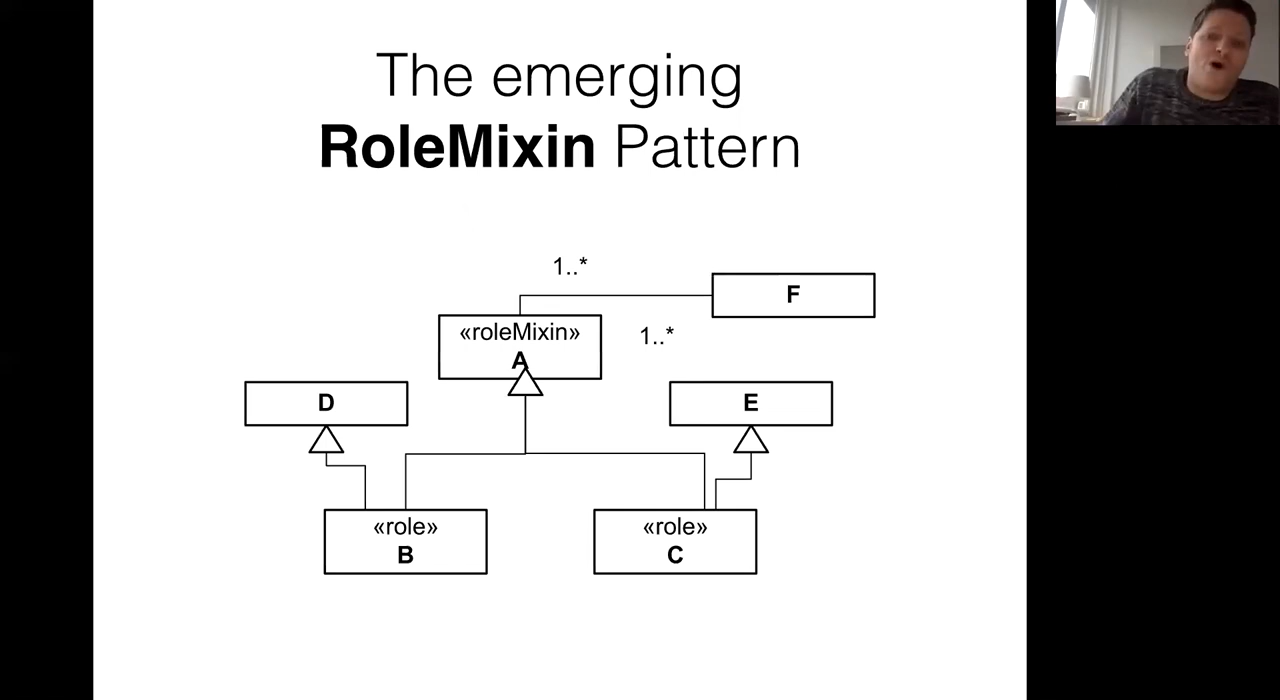 The emerging
RoleMixin Pattern
1..*
F
«roleMixin»
A
1..*
D
E
«role»
B
«role»
C